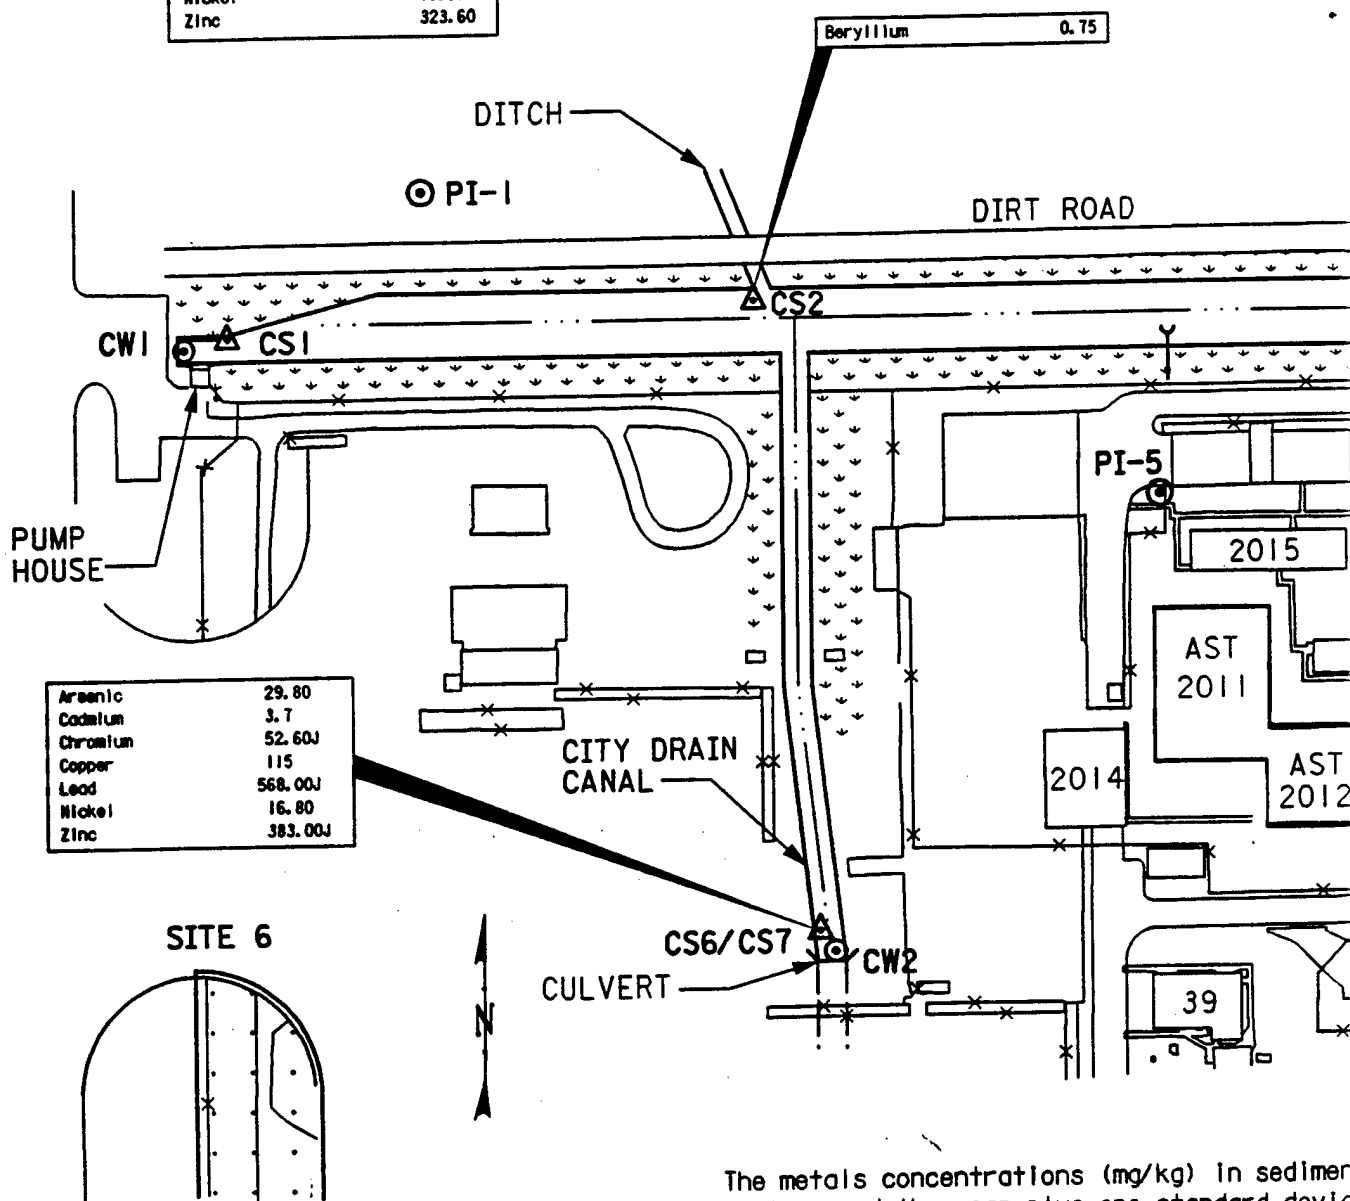 Zinc 323.60
Beryllium 0.75
DITCH
PI-1
DIRT ROAD
CW1
CS1
CS2
PI-5
PUMP
HOUSE
2015
AST
2011
Arsenic 29.80
Cadmium 3.7
Chromium 52.60J
Copper 115
Lead 568.00J
Nickel 16.80
Zinc 383.00J
CITY DRAIN
CANAL
2014
AST
2012
SITE 6
CS6/CS7
CW2
CULVERT
N
39
The metals concentrations (mg/kg) in sedimen